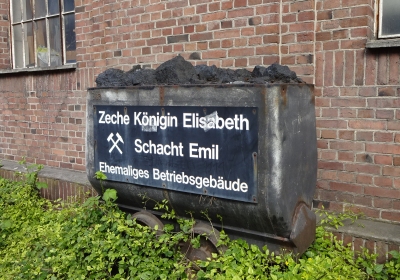 Zeche Königin Elisabeth
Schacht Emil
Ehemaliges Betriebsgebäude